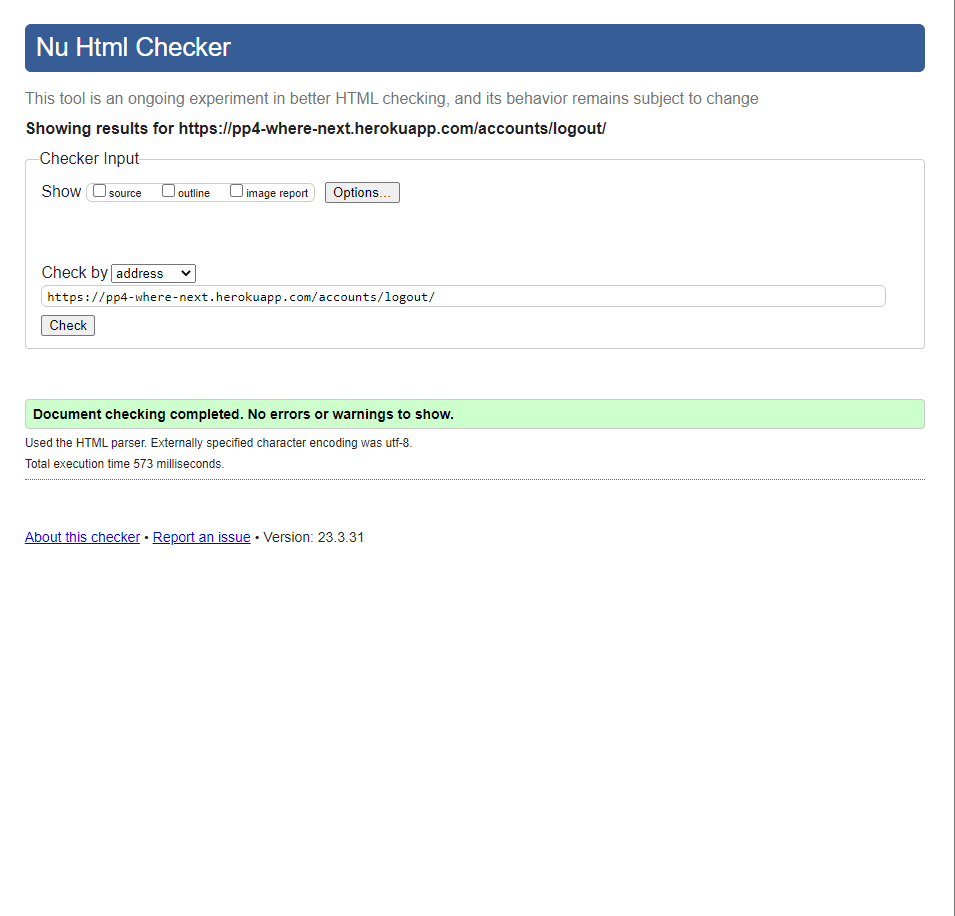 Nu Html Checker
This tool is an ongoing experiment in better HTML checking, and its behavior remains subject to change
Showing results for https://pp4-where-next.herokuapp.com/accounts/logout/
Checker Input
Show source outline image report Options...
Check by address
https://pp4-where-next.herokuapp.com/accounts/logout/
Check
Document checking completed. No errors or warnings to show.
Used the HTML parser. Externally specified character encoding was utf-8.
Total execution time 573 milliseconds.
About this checker • Report an issue • Version: 23.3.31